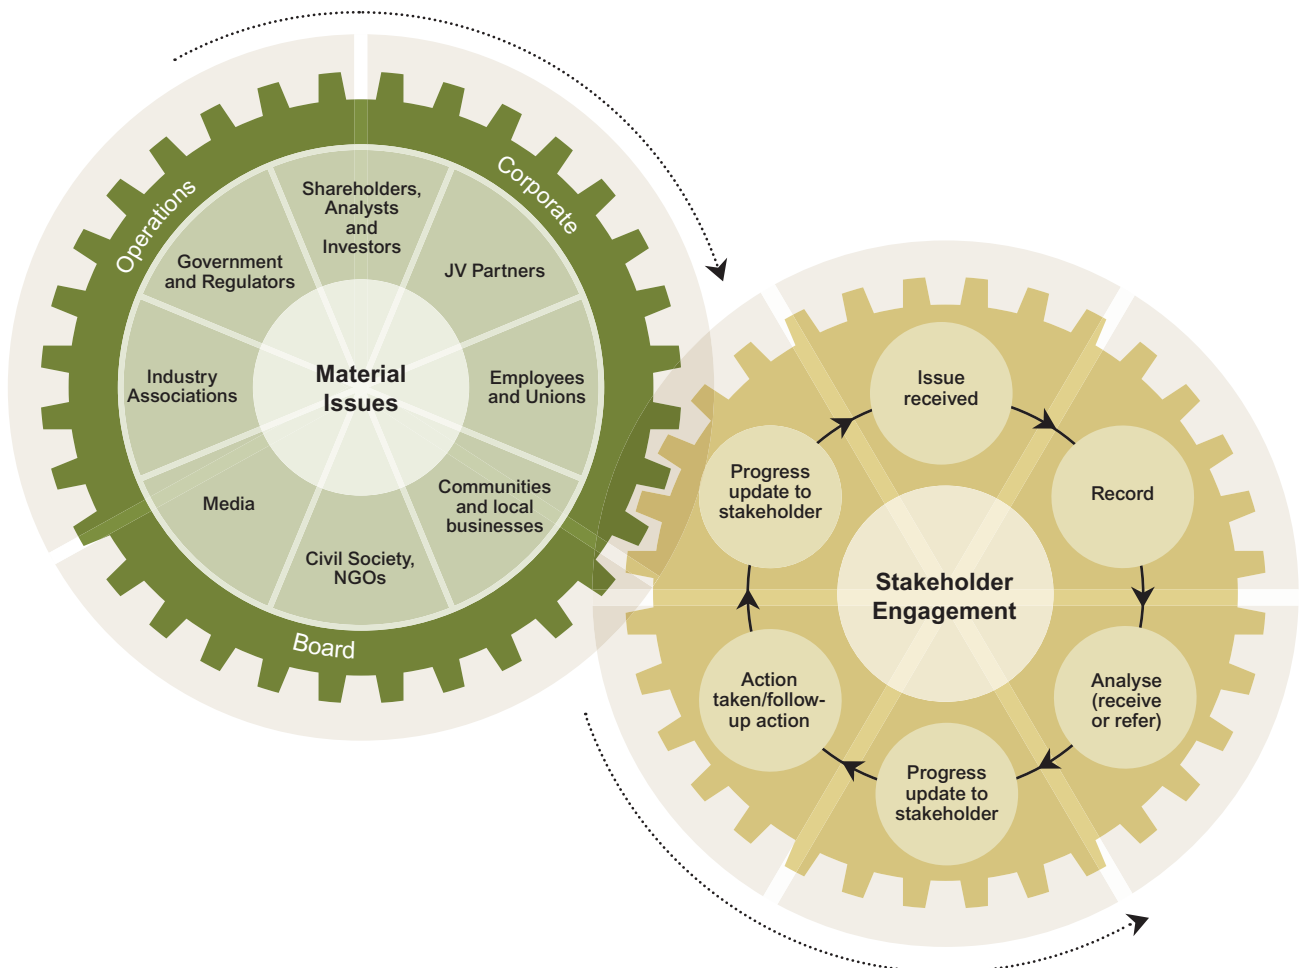 Operations
Corporate
Board
Shareholders,
Analysts
and
Investors
JV Partners
Employees
and Unions
Communities
and local
businesses
Civil Society,
NGOs
Media
Industry
Associations
Government
and Regulators
Material
Issues
Issue
received
Record
Analyse
(receive
or refer)
Progress
update to
stakeholder
Action
taken/follow-
up action
Progress
update to
stakeholder
Stakeholder
Engagement